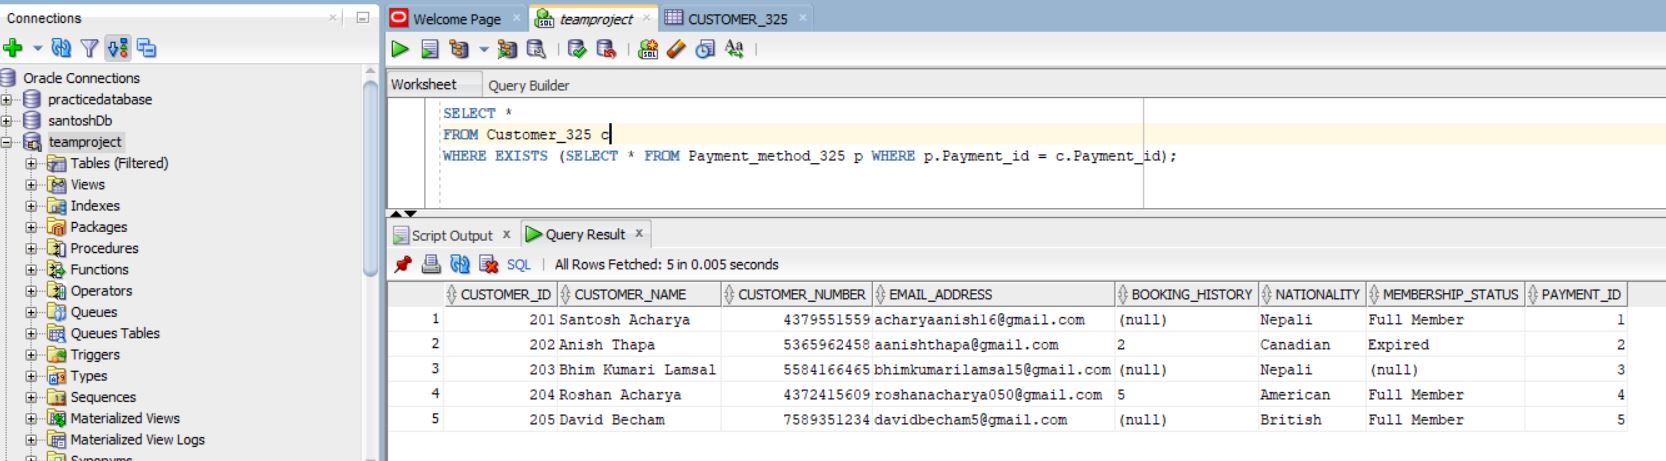 Connections
Oracle Connections
practicedatabase
santoshDb
teamproject
Tables (Filtered)
Views
Indexes
Packages
Procedures
Functions
Operators
Queues
Queues Tables
Triggers
Types
Sequences
Materialized Views
Materialized View Logs
Synonyms
Welcome Page teamproject CUSTOMER_325
Worksheet Query Builder
SELECT *
FROM Customer_325 c
WHERE EXISTS (SELECT * FROM Payment_method_325 p WHERE p.Payment_id = c.Payment_id);
Script Output x Query Result x
SQL | All Rows Fetched: 5 in 0.005 seconds
CUSTOMER_ID CUSTOMER_NAME CUSTOMER_NUMBER EMAIL_ADDRESS BOOKING_HISTORY NATIONALITY MEMBERSHIP_STATUS PAYMENT_ID
1 201 Santosh Acharya 4379551559 acharyaanish16@gmail.com (null) Nepali Full Member 1
2 202 Anish Thapa 5365962458 aanishthapa@gmail.com 2 Canadian Expired 2
3 203 Bhim Kumari Lamsal 5584166465 bhimkumarilamsal5@gmail.com (null) Nepali (null) 3
4 204 Roshan Acharya 4372415609 roshanacharya050@gmail.com 5 American Full Member 4
5 205 David Becham 7589351234 davidbecham5@gmail.com (null) British Full Member 5